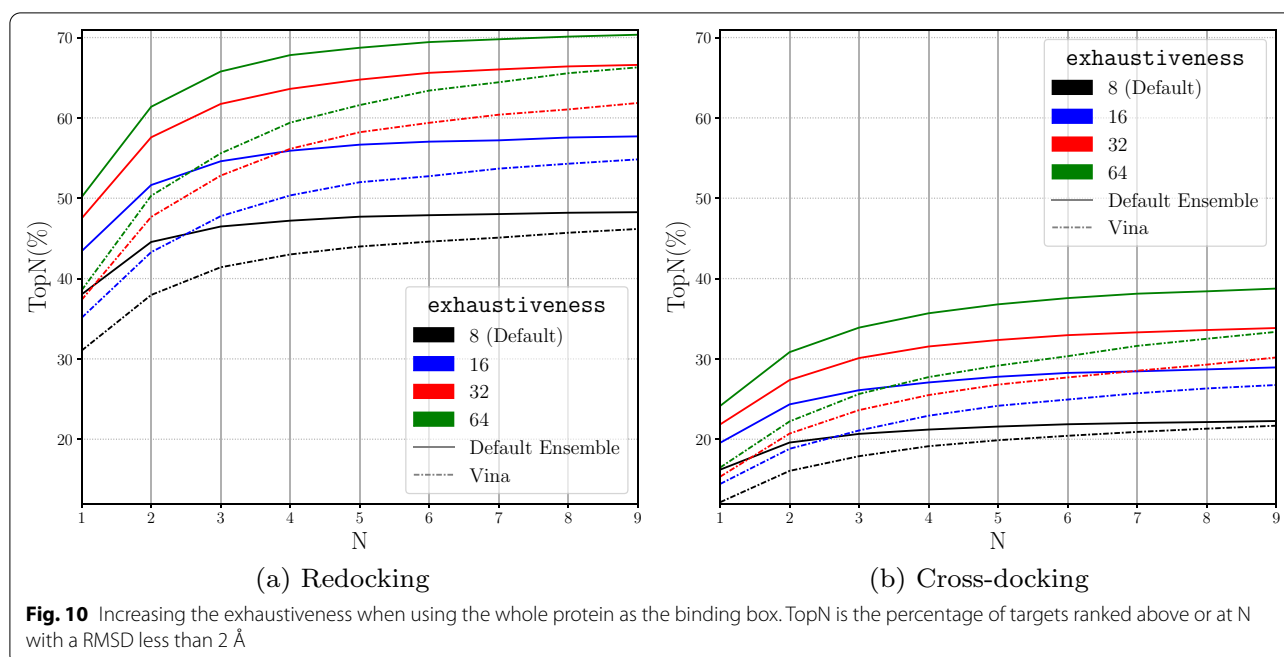 70
60
50
40
30
20
TopN(%)
exhaustiveness
8 (Default)
16
32
64
Default Ensemble
Vina
1 2 3 4 5 6 7 8 9
N
(a) Redocking
70
60
50
40
30
20
TopN(%)
exhaustiveness
8 (Default)
16
32
64
Default Ensemble
Vina
1 2 3 4 5 6 7 8 9
N
(b) Cross-docking
Fig. 10 Increasing the exhaustiveness when using the whole protein as the binding box. TopN is the percentage of targets ranked above or at N
with a RMSD less than 2 Å